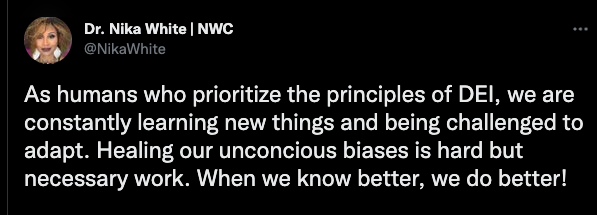 Dr. Nika White | NWC
@NikaWhite
As humans who prioritize the principles of DEI, we are
constantly learning new things and being challenged to
adapt. Healing our unconcious biases is hard but
necessary work. When we know better, we do better!